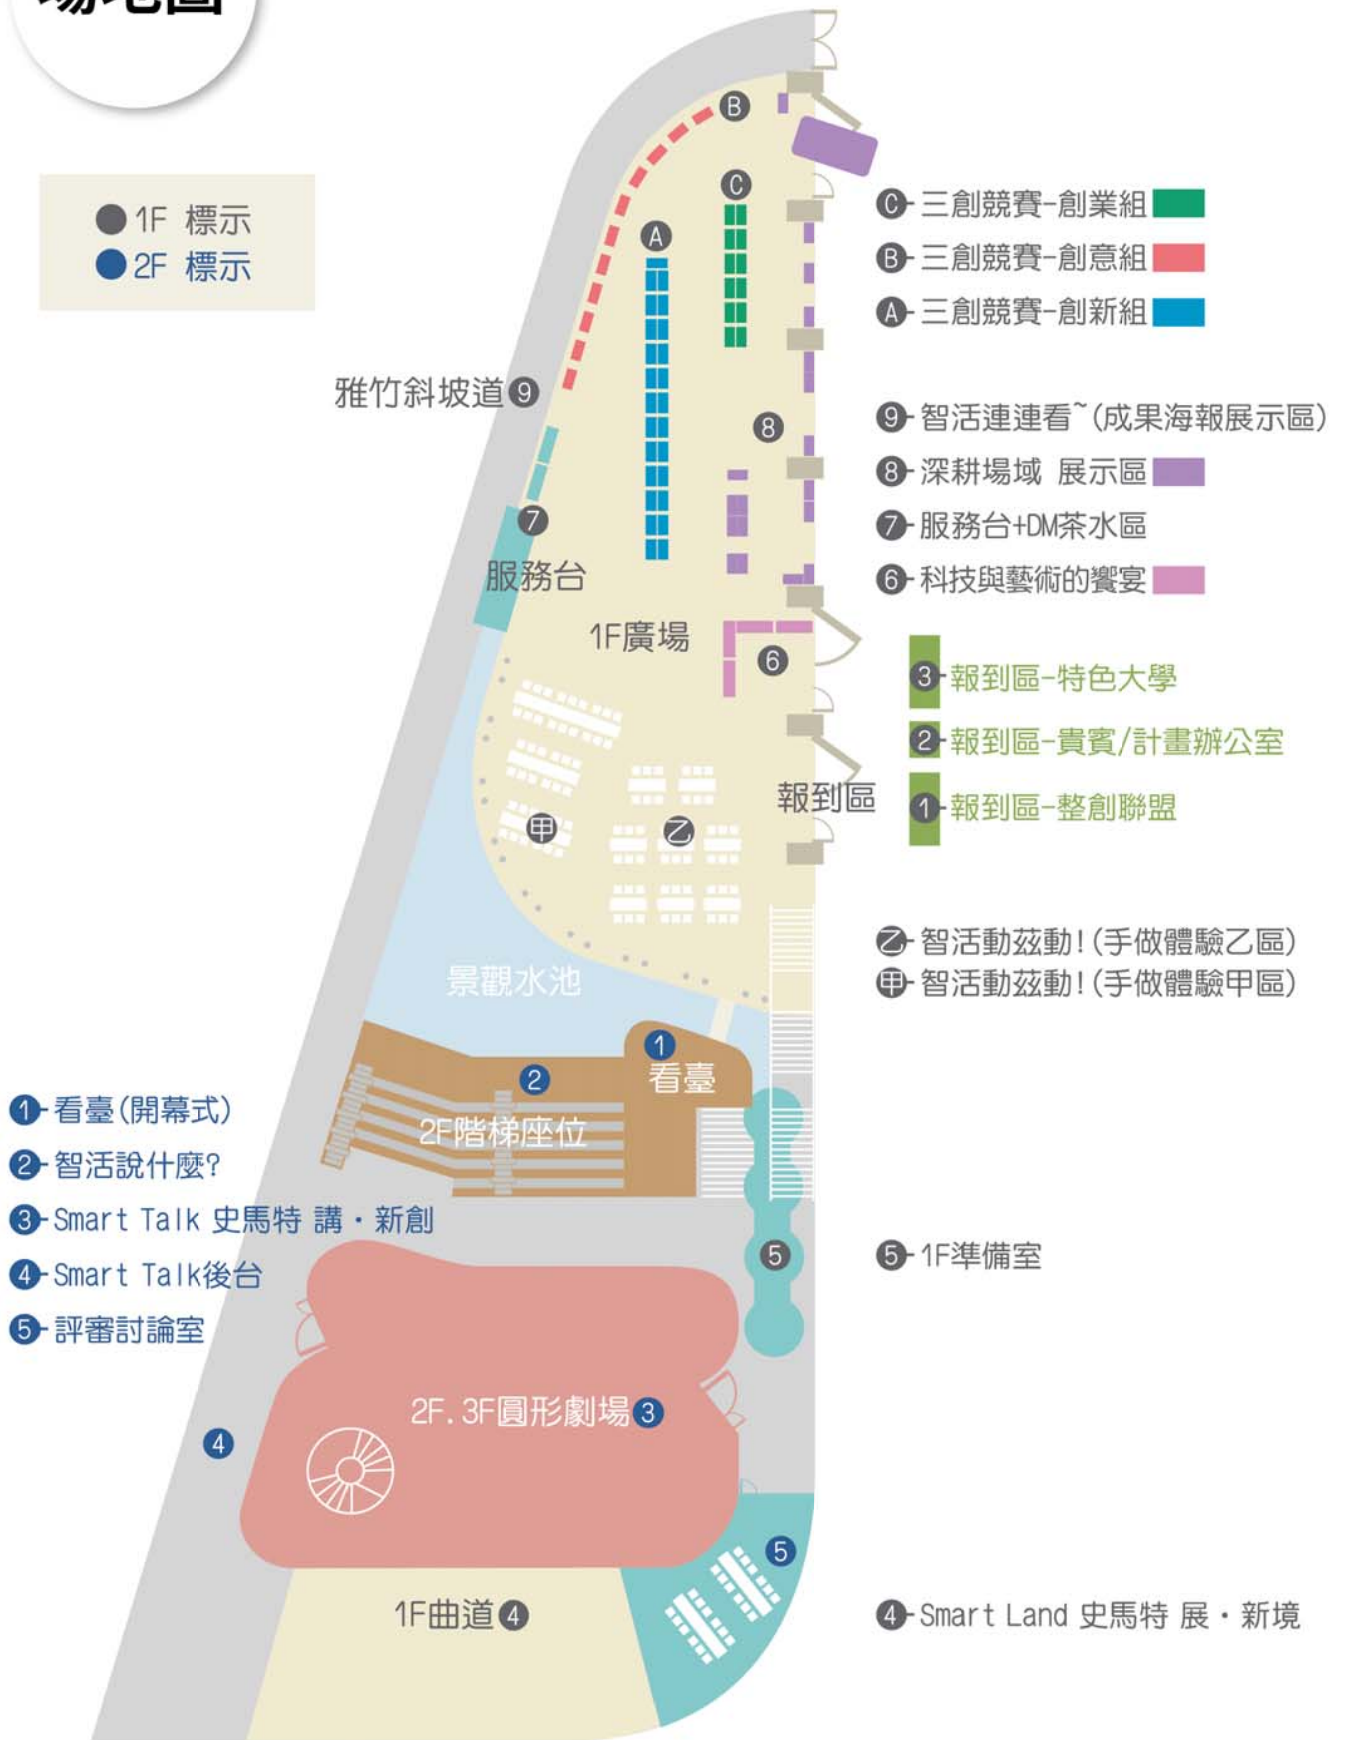 場地圖
1F 標示
2F 標示
B
C
A
C 三創競賽-創業組
B 三創競賽-創意組
A 三創競賽-創新組
雅竹斜坡道 9
8
9 智活連連看~(成果海報展示區)
8 深耕場域 展示區
7 服務台+DM茶水區
6 科技與藝術的饗宴
7
服務台
1F廣場
6
3 報到區-特色大學
2 報到區-貴賓/計畫辦公室
1 報到區-整創聯盟
報到區
甲
乙
乙 智活動茲動!(手做體驗乙區)
甲 智活動茲動!(手做體驗甲區)
景觀水池
1
看臺
2
2F階梯座位
1 看臺(開幕式)
2 智活說什麼?
3 Smart Talk 史馬特 講・新創
4 Smart Talk後台
5 評審討論室
5
5 1F準備室
2F.3F圓形劇場 3
4
5
1F曲道 4
4 Smart Land 史馬特 展・新境